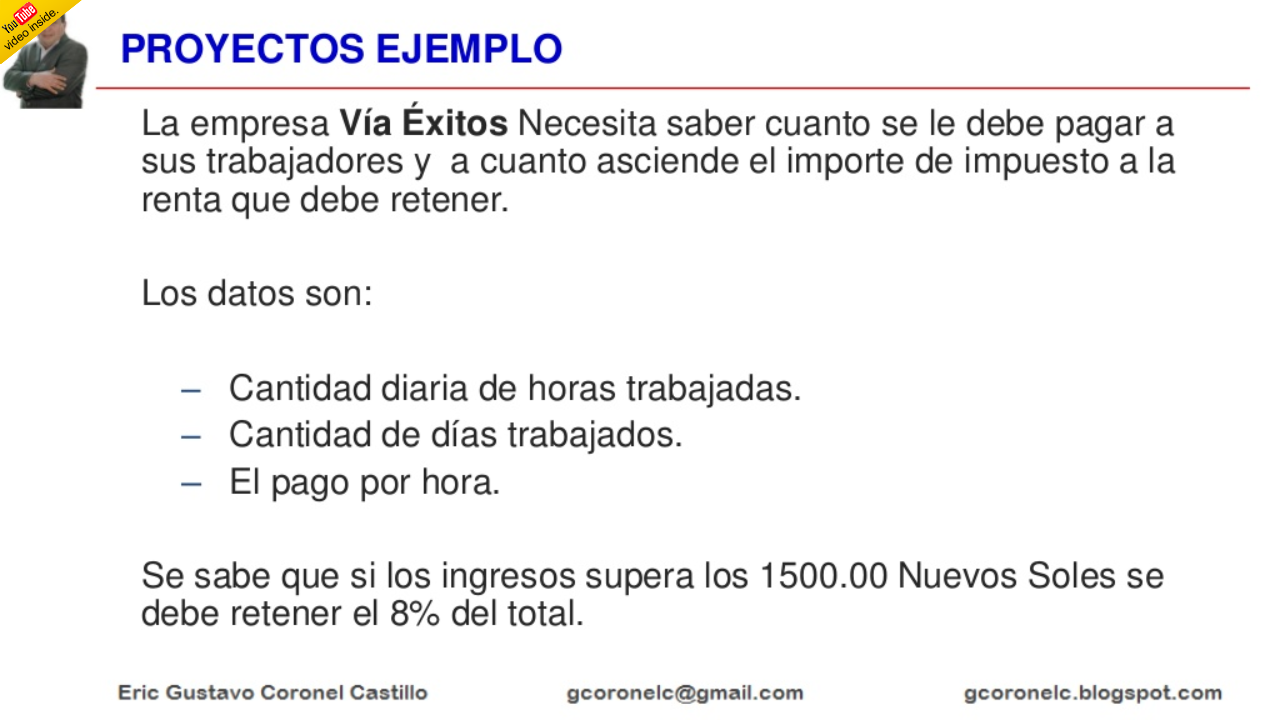 You Tube
video inside.
PROYECTOS EJEMPLO
La empresa Vía Éxitos Necesita saber cuanto se le debe pagar a
sus trabajadores y a cuanto asciende el importe de impuesto a la
renta que debe retener.
Los datos son:
– Cantidad diaria de horas trabajadas.
– Cantidad de días trabajados.
– El pago por hora.
Se sabe que si los ingresos supera los 1500.00 Nuevos Soles se
debe retener el 8% del total.
Eric Gustavo Coronel Castillo gcoronelc@gmail.com gcoronelc.blogspot.com